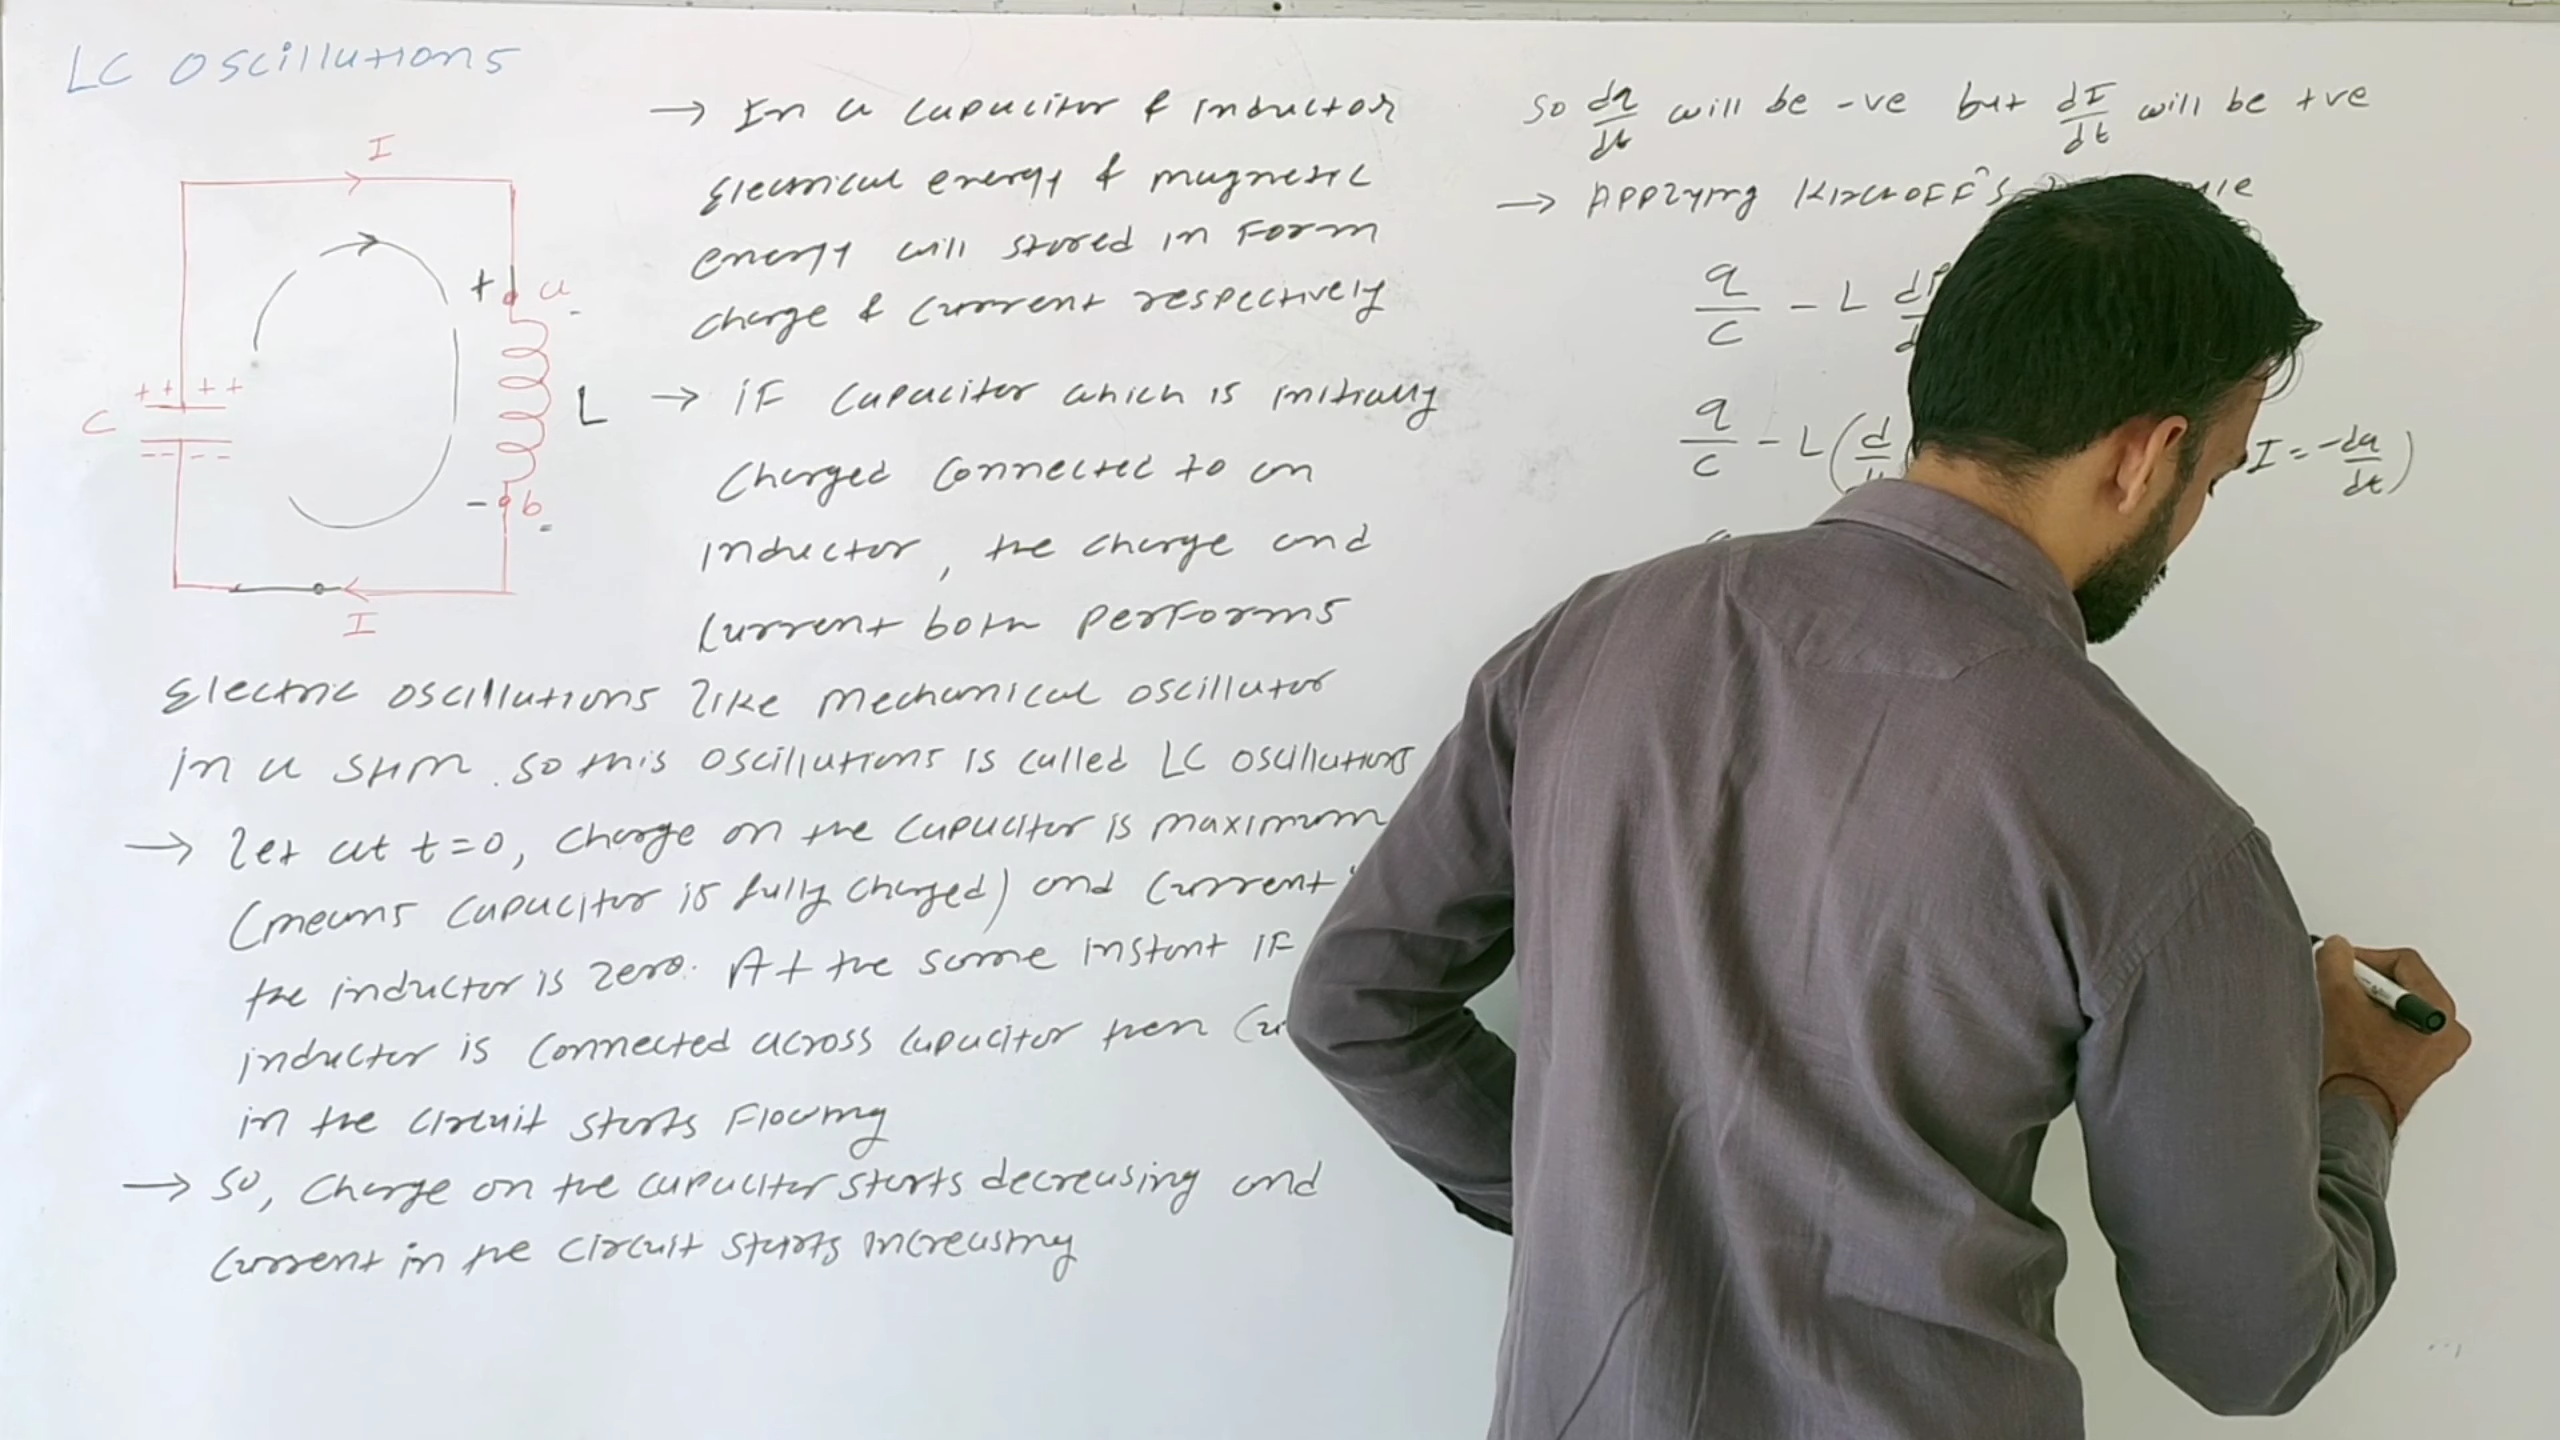 LC oscillations
I
+ a
C ++ ++
-- --
L
- b
I
→ In a capacitor & inductor
Electrical energy & magnetic
energy will stored in form
charge & current respectively
→ if capacitor which is initially
charged connected to an
inductor, the charge and
current both performs
Electric oscillations like mechanical oscillator
in a SHM. so this oscillations is called LC oscillations
→ let at t=0, charge on the capacitor is maximum
(means capacitor is fully charged) and current
the inductor is zero. At the same instant if
inductor is connected across capacitor then
in the circuit starts flowing
→ so, charge on the capacitor starts decreasing and
current in the circuit starts increasing
so dq/dt will be -ve but dI/dt will be +ve
→ Applying Kirchoff's
q/C - L
q/C - L(d I = -dq/dt)